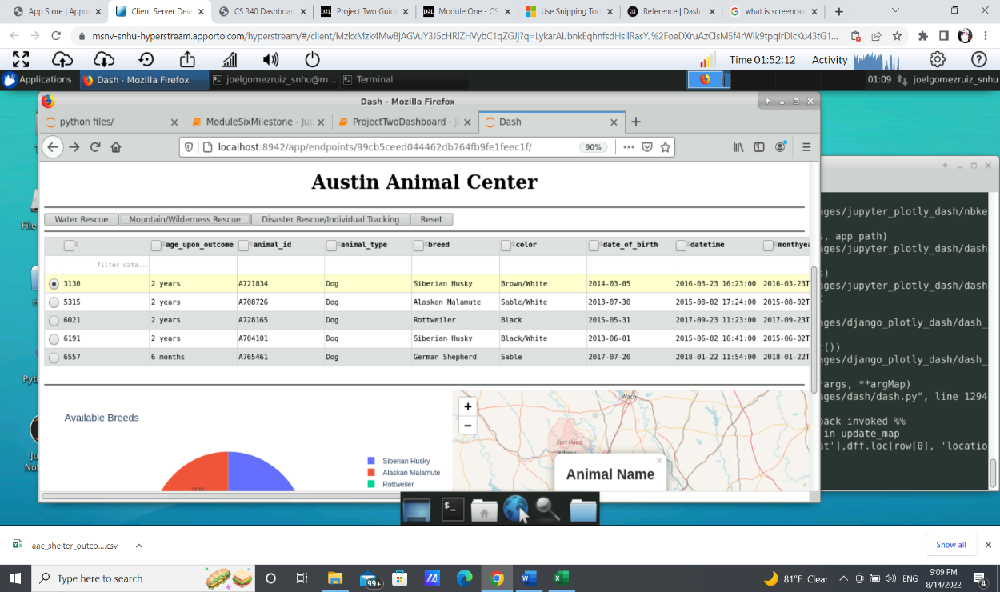 App Store | Appor
Client Server Dev
CS 340 Dashboar
Project Two Guide
Module One - CS
Use Snipping Too
Reference | Dash
what is screencast
msnv-snhu-hyperstream.apporto.com/hyperstream/#/client/
Time 01:52:12 Activity
Applications Dash - Mozilla Firefox joelgomezruiz_snhu@m... Terminal 01:09 joelgomezruiz_snhu
Dash - Mozilla Firefox
python files/ ModuleSixMilestone - Jup ProjectTwoDashboard - J Dash
localhost:8942/app/endpoints/99cb5ceed044462db764fb9fe1feec1f/ 90%
Austin Animal Center
Water Rescue Mountain/Wilderness Rescue Disaster Rescue/Individual Tracking Reset
age_upon_outcome animal_id animal_type breed color date_of_birth datetime monthyea
filter data...
3130 2 years A721834 Dog Siberian Husky Brown/White 2014-03-05 2016-03-23 16:23:00 2016-03-23T
5315 2 years A708726 Dog Alaskan Malamute Sable/White 2013-07-30 2015-08-02 17:24:00 2015-08-02T
6021 2 years A728165 Dog Rottweiler Black 2015-05-31 2017-09-23 11:23:00 2017-09-23T
6191 2 years A704101 Dog Siberian Husky Black/White 2013-06-01 2015-06-02 16:41:00 2015-06-02T
6557 6 months A765461 Dog German Shepherd Sable 2017-07-20 2018-01-22 11:54:00 2018-01-22T
Available Breeds
Siberian Husky
Alaskan Malamute
Rottweiler
20%
+
−
Waco
Fort Hood
Killeen
Animal Name
ages/jupyter_plotly_dash/nbke
s, app_path)
ages/jupyter_plotly_dash/dash
s)
ages/jupyter_plotly_dash/dash
ages/django_plotly_dash/dash_
t())
ages/django_plotly_dash/dash_
*args, **argMap)
ages/dash/dash.py", line 1294
back invoked %%
in update_map
at'],dff.loc[row[0], 'locatio
File
Pyt
Ju
No
aac_shelter_outco....csv Show all
Type here to search 99+ 81°F Clear ENG 9:09 PM
8/14/2022 4